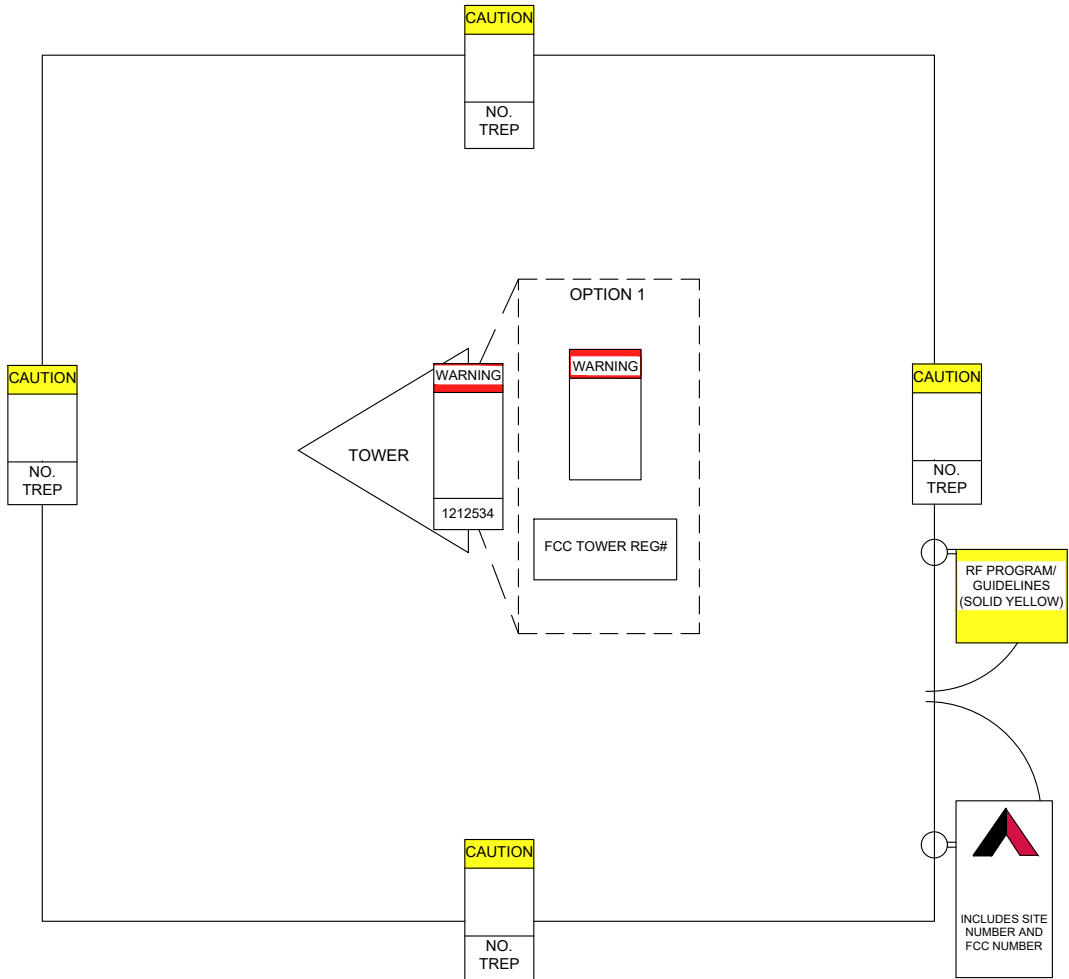 CAUTION
NO.
TREP
OPTION 1
WARNING
WARNING
CAUTION
NO.
TREP
TOWER
1212534
FCC TOWER REG#
CAUTION
NO.
TREP
RF PROGRAM/
GUIDELINES
(SOLID YELLOW)
CAUTION
NO.
TREP
INCLUDES SITE
NUMBER AND
FCC NUMBER